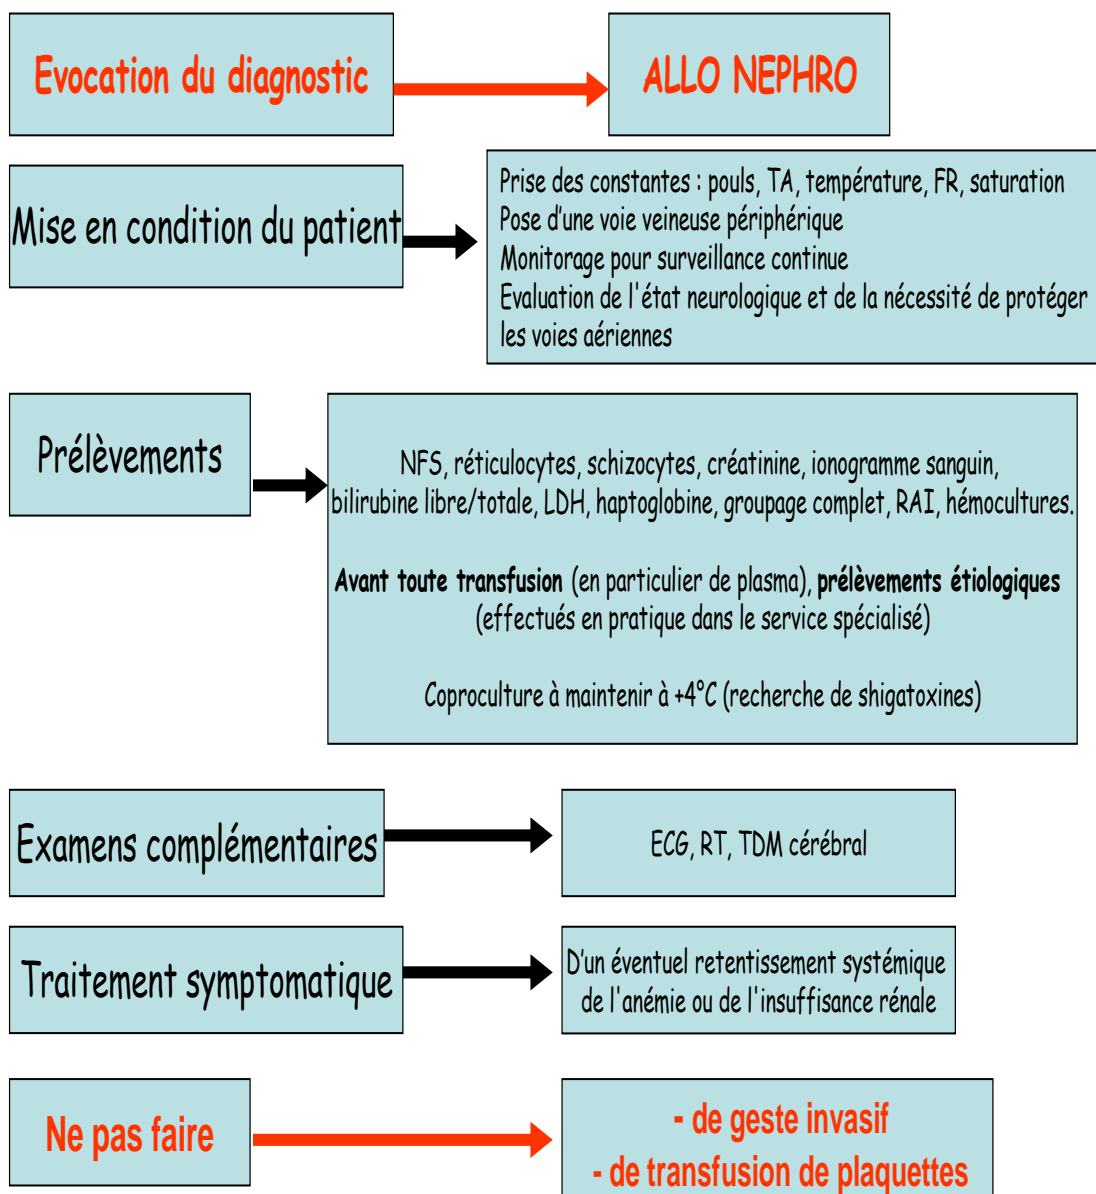 Evocation du diagnostic
ALLO NEPHRO
Mise en condition du patient
Prise des constantes : pouls, TA, température, FR, saturation
Pose d'une voie veineuse périphérique
Monitorage pour surveillance continue
Evaluation de l'état neurologique et de la nécessité de protéger
les voies aériennes
Prélèvements
NFS, réticulocytes, schizocytes, créatinine, ionogramme sanguin,
bilirubine libre/totale, LDH, haptoglobine, groupage complet, RAI, hémocultures.
Avant toute transfusion (en particulier de plasma), prélèvements étiologiques
(effectués en pratique dans le service spécialisé)
Coproculture à maintenir à +4°C (recherche de shigatoxines)
Examens complémentaires
ECG, RT, TDM cérébral
Traitement symptomatique
D'un éventuel retentissement systémique
de l'anémie ou de l'insuffisance rénale
Ne pas faire
- de geste invasif
- de transfusion de plaquettes